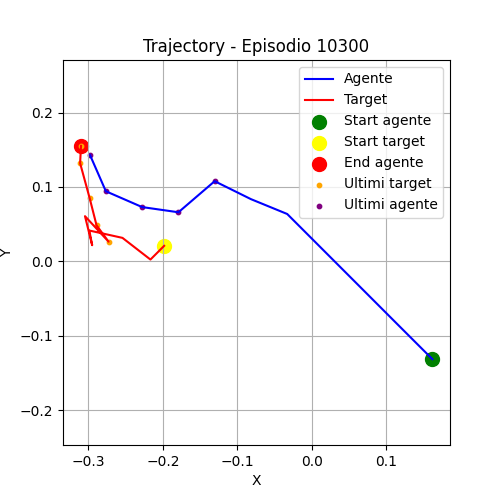 Trajectory - Episodio 10300
Agente
Target
Start agente
Start target
End agente
Ultimi target
Ultimi agente
Y
0.2
0.1
0.0
−0.1
−0.2
−0.3
−0.2
−0.1
0.0
0.1
X